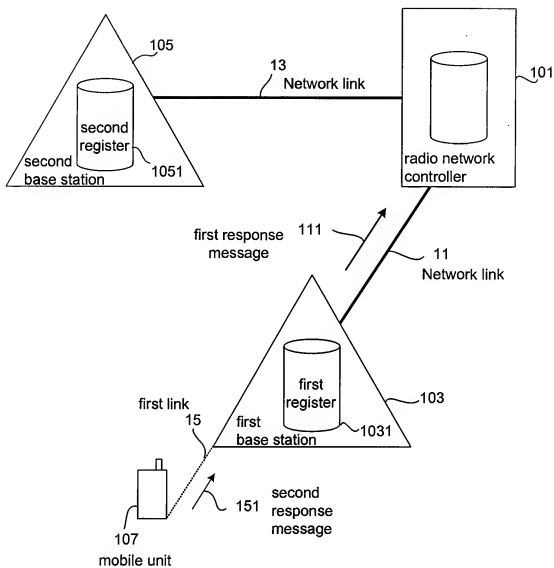 105
13
Network link
101
second
register
second
base station
1051
radio network
controller
first response
message
111
11
Network link
first link
15
first
register
103
first
base station
1031
107
mobile unit
151
second
response
message